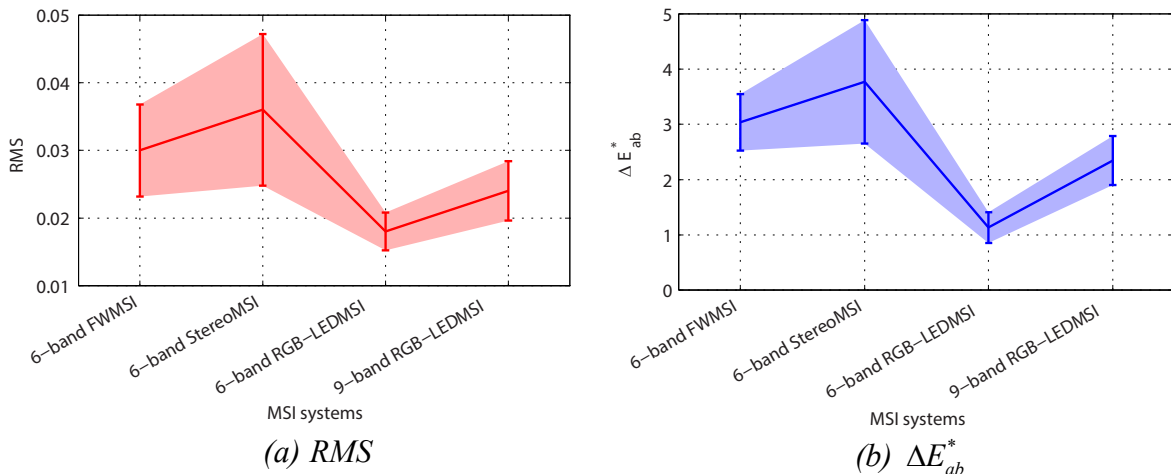 0.05
0.04
0.03
0.02
0.01
RMS
6–band FWMSI
6–band StereoMSI
6–band RGB–LEDMSI
9–band RGB–LEDMSI
MSI systems
(a) RMS
5
4
3
2
1
0
Δ E*ab
6–band FWMSI
6–band StereoMSI
6–band RGB–LEDMSI
9–band RGB–LEDMSI
MSI systems
(b) ΔE*ab